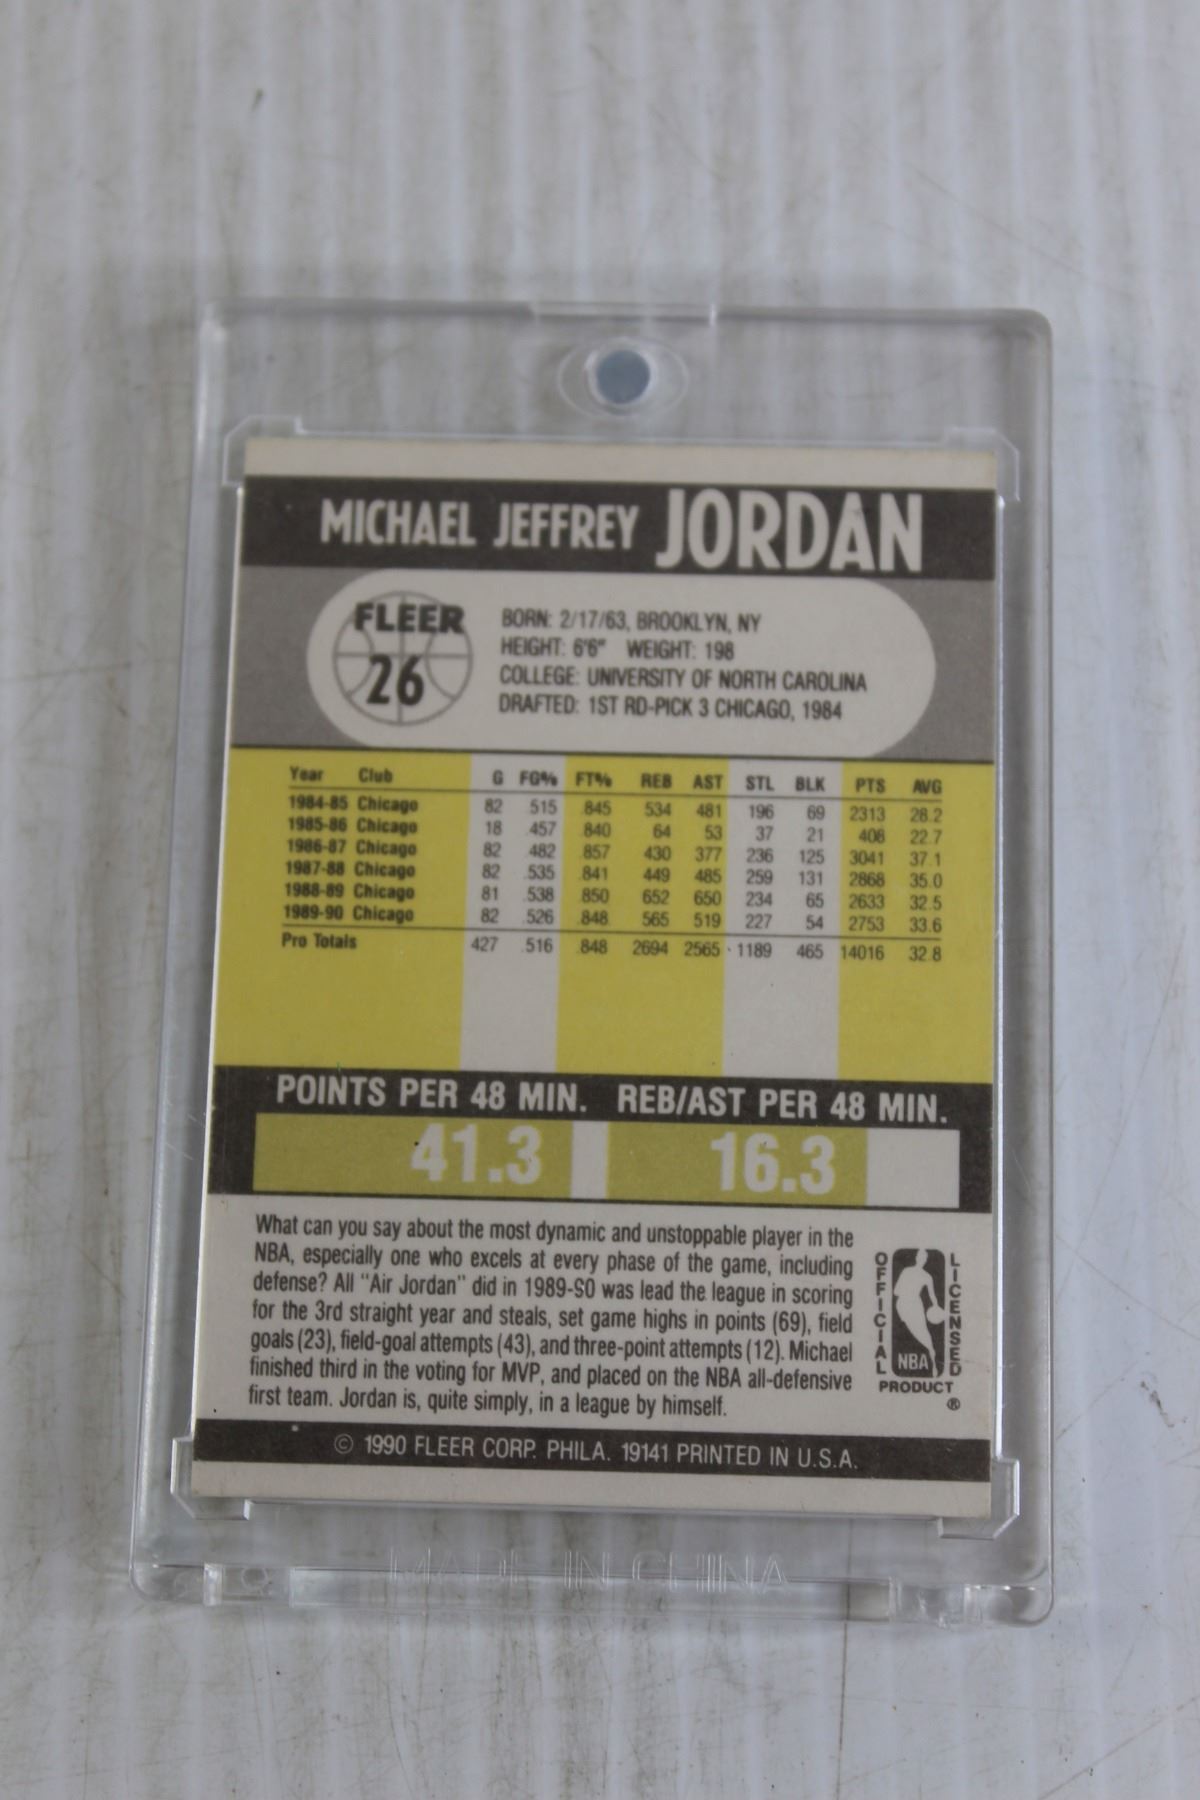 MICHAEL JEFFREY JORDAN
FLEER
26
BORN: 2/17/63, BROOKLYN, NY
HEIGHT: 6'6" WEIGHT: 198
COLLEGE: UNIVERSITY OF NORTH CAROLINA
DRAFTED: 1ST RD-PICK 3 CHICAGO, 1984
Year Club G FG% FT% REB AST STL BLK PTS AVG
1984-85 Chicago 82 .515 .845 534 481 196 69 2313 28.2
1985-86 Chicago 18 .457 .840 64 53 37 21 408 22.7
1986-87 Chicago 82 .482 .857 430 377 236 125 3041 37.1
1987-88 Chicago 82 .535 .841 449 485 259 131 2868 35.0
1988-89 Chicago 81 .538 .850 652 650 234 65 2633 32.5
1989-90 Chicago 82 .526 .848 565 519 227 54 2753 33.6
Pro Totals 427 .516 .848 2694 2565 1189 465 14016 32.8
POINTS PER 48 MIN. REB/AST PER 48 MIN.
41.3 16.3
What can you say about the most dynamic and unstoppable player in the
NBA, especially one who excels at every phase of the game, including
defense? All "Air Jordan" did in 1989-90 was lead the league in scoring
for the 3rd straight year and steals, set game highs in points (69), field
goals (23), field-goal attempts (43), and three-point attempts (12). Michael
finished third in the voting for MVP, and placed on the NBA all-defensive
first team. Jordan is, quite simply, in a league by himself.
OFFICIAL LICENSED
NBA
PRODUCT
®
© 1990 FLEER CORP. PHILA. 19141 PRINTED IN U.S.A.
MADE IN CHINA